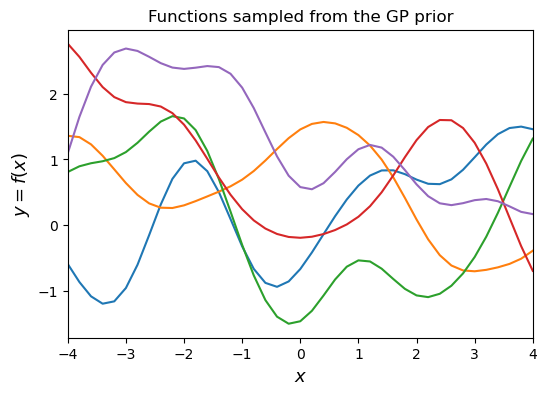 Functions sampled from the GP prior
y = f(x)
2
1
0
−1
−4 −3 −2 −1 0 1 2 3 4
x